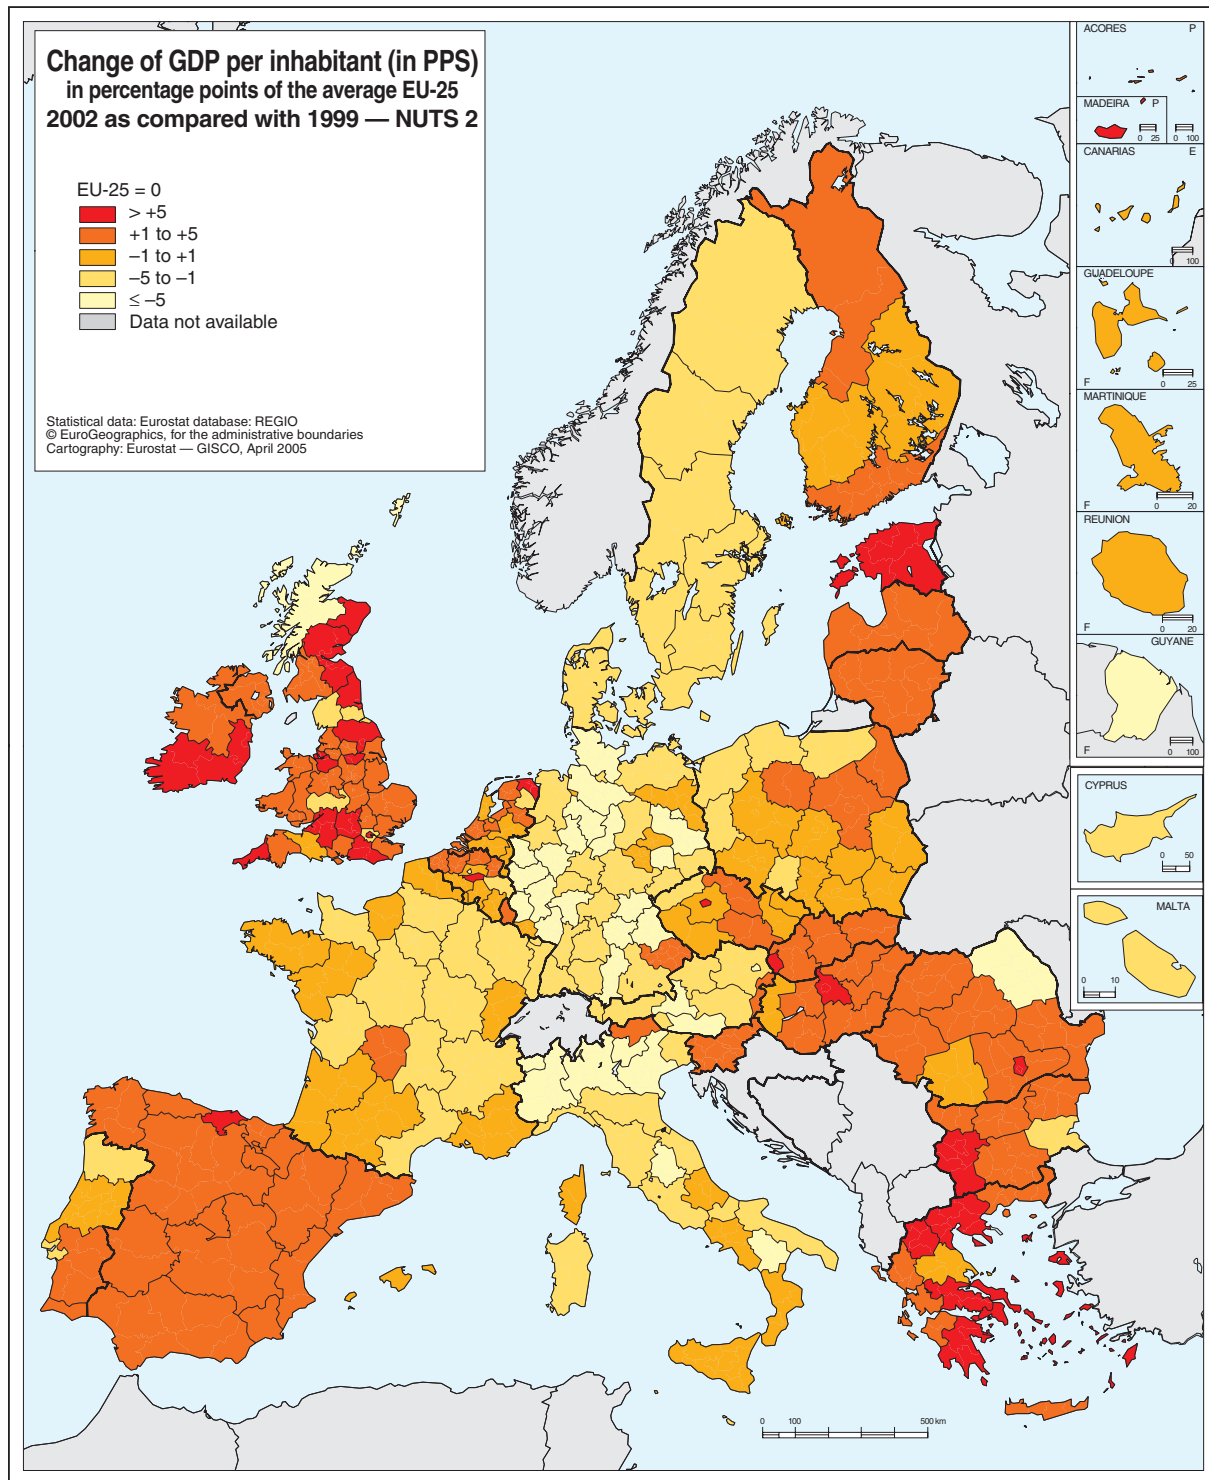 Change of GDP per inhabitant (in PPS)
in percentage points of the average EU-25
2002 as compared with 1999 — NUTS 2
EU-25 = 0
> +5
+1 to +5
–1 to +1
–5 to –1
≤ –5
Data not available
Statistical data: Eurostat database: REGIO
© EuroGeographics, for the administrative boundaries
Cartography: Eurostat — GISCO, April 2005
ACORES P
MADEIRA P
0 25
0 100
CANARIAS E
0 100
GUADELOUPE
F
0 25
MARTINIQUE
F
0 20
REUNION
F
0 20
GUYANE
F
0 100
CYPRUS
0 50
MALTA
0 10
0 100 500 km